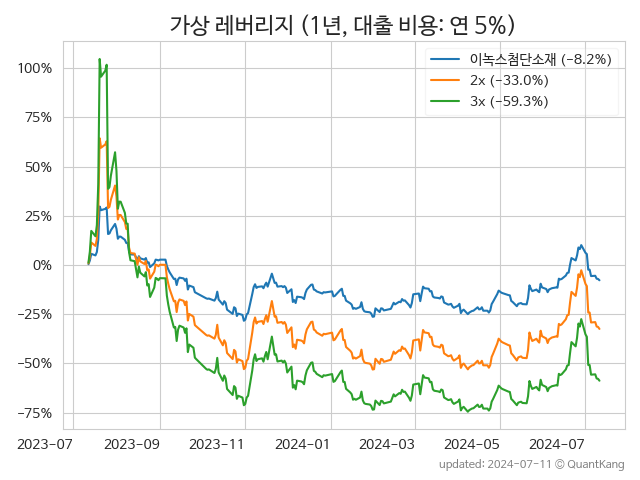 가상 레버리지 (1년, 대출 비용: 연 5%)
이녹스첨단소재 (−8.2%)
2x (−33.0%)
3x (−59.3%)
100%
75%
50%
25%
0%
−25%
−50%
−75%
2023-07 2023-09 2023-11 2024-01 2024-03 2024-05 2024-07
updated: 2024-07-11 © QuantKang